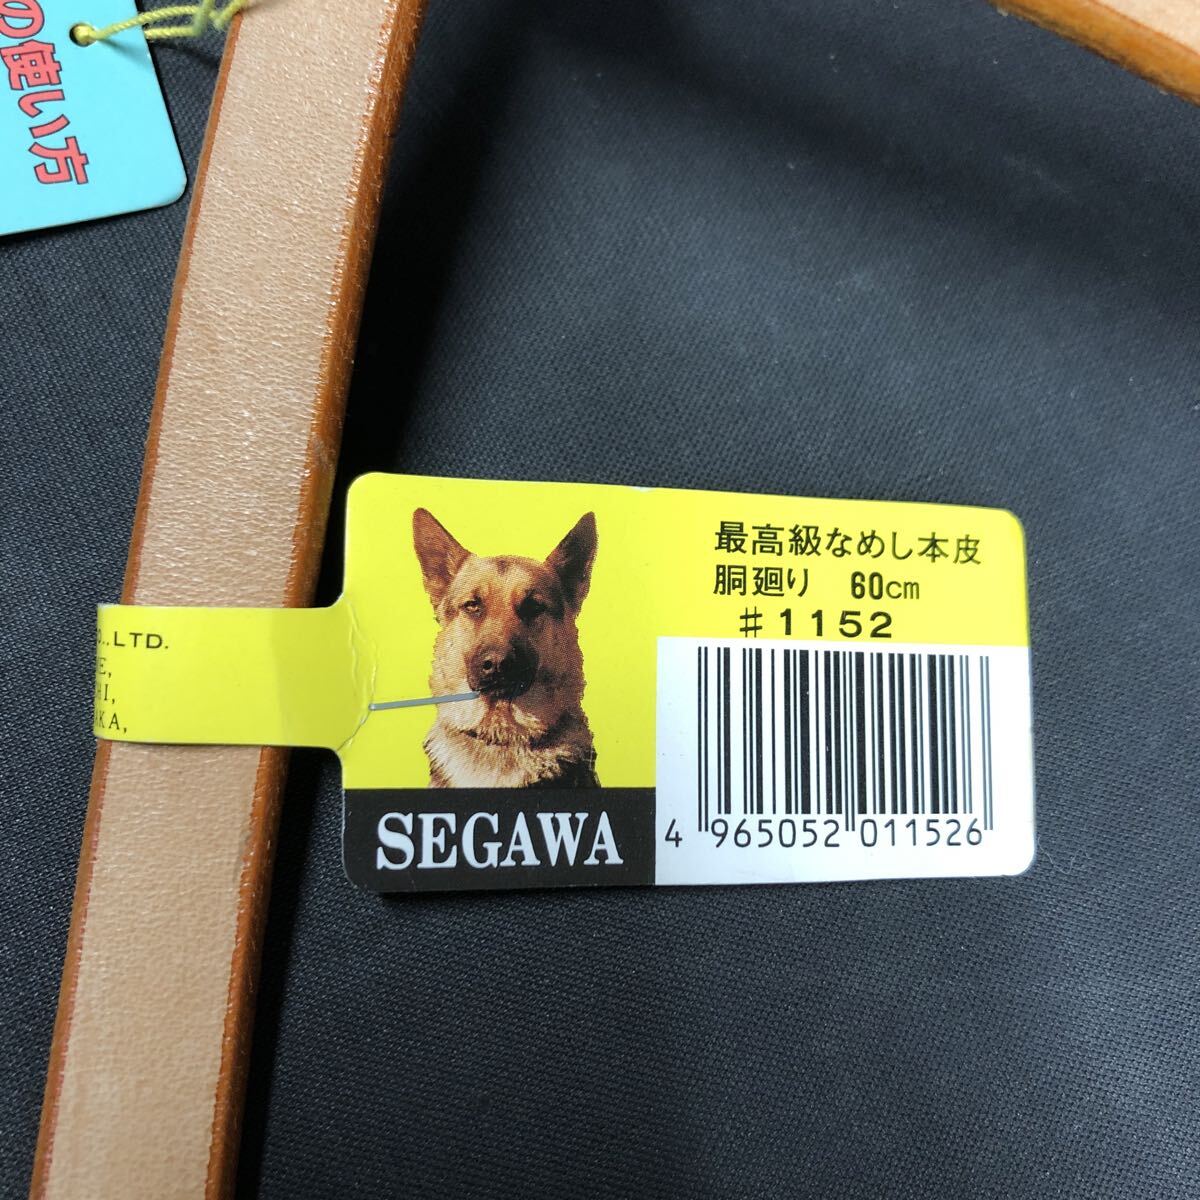 の使い方
最高級なめし本皮
胴廻り 60cm
♯1152
O.,LTD.
E,
HI,
KA,
SEGAWA
4 965052 011526